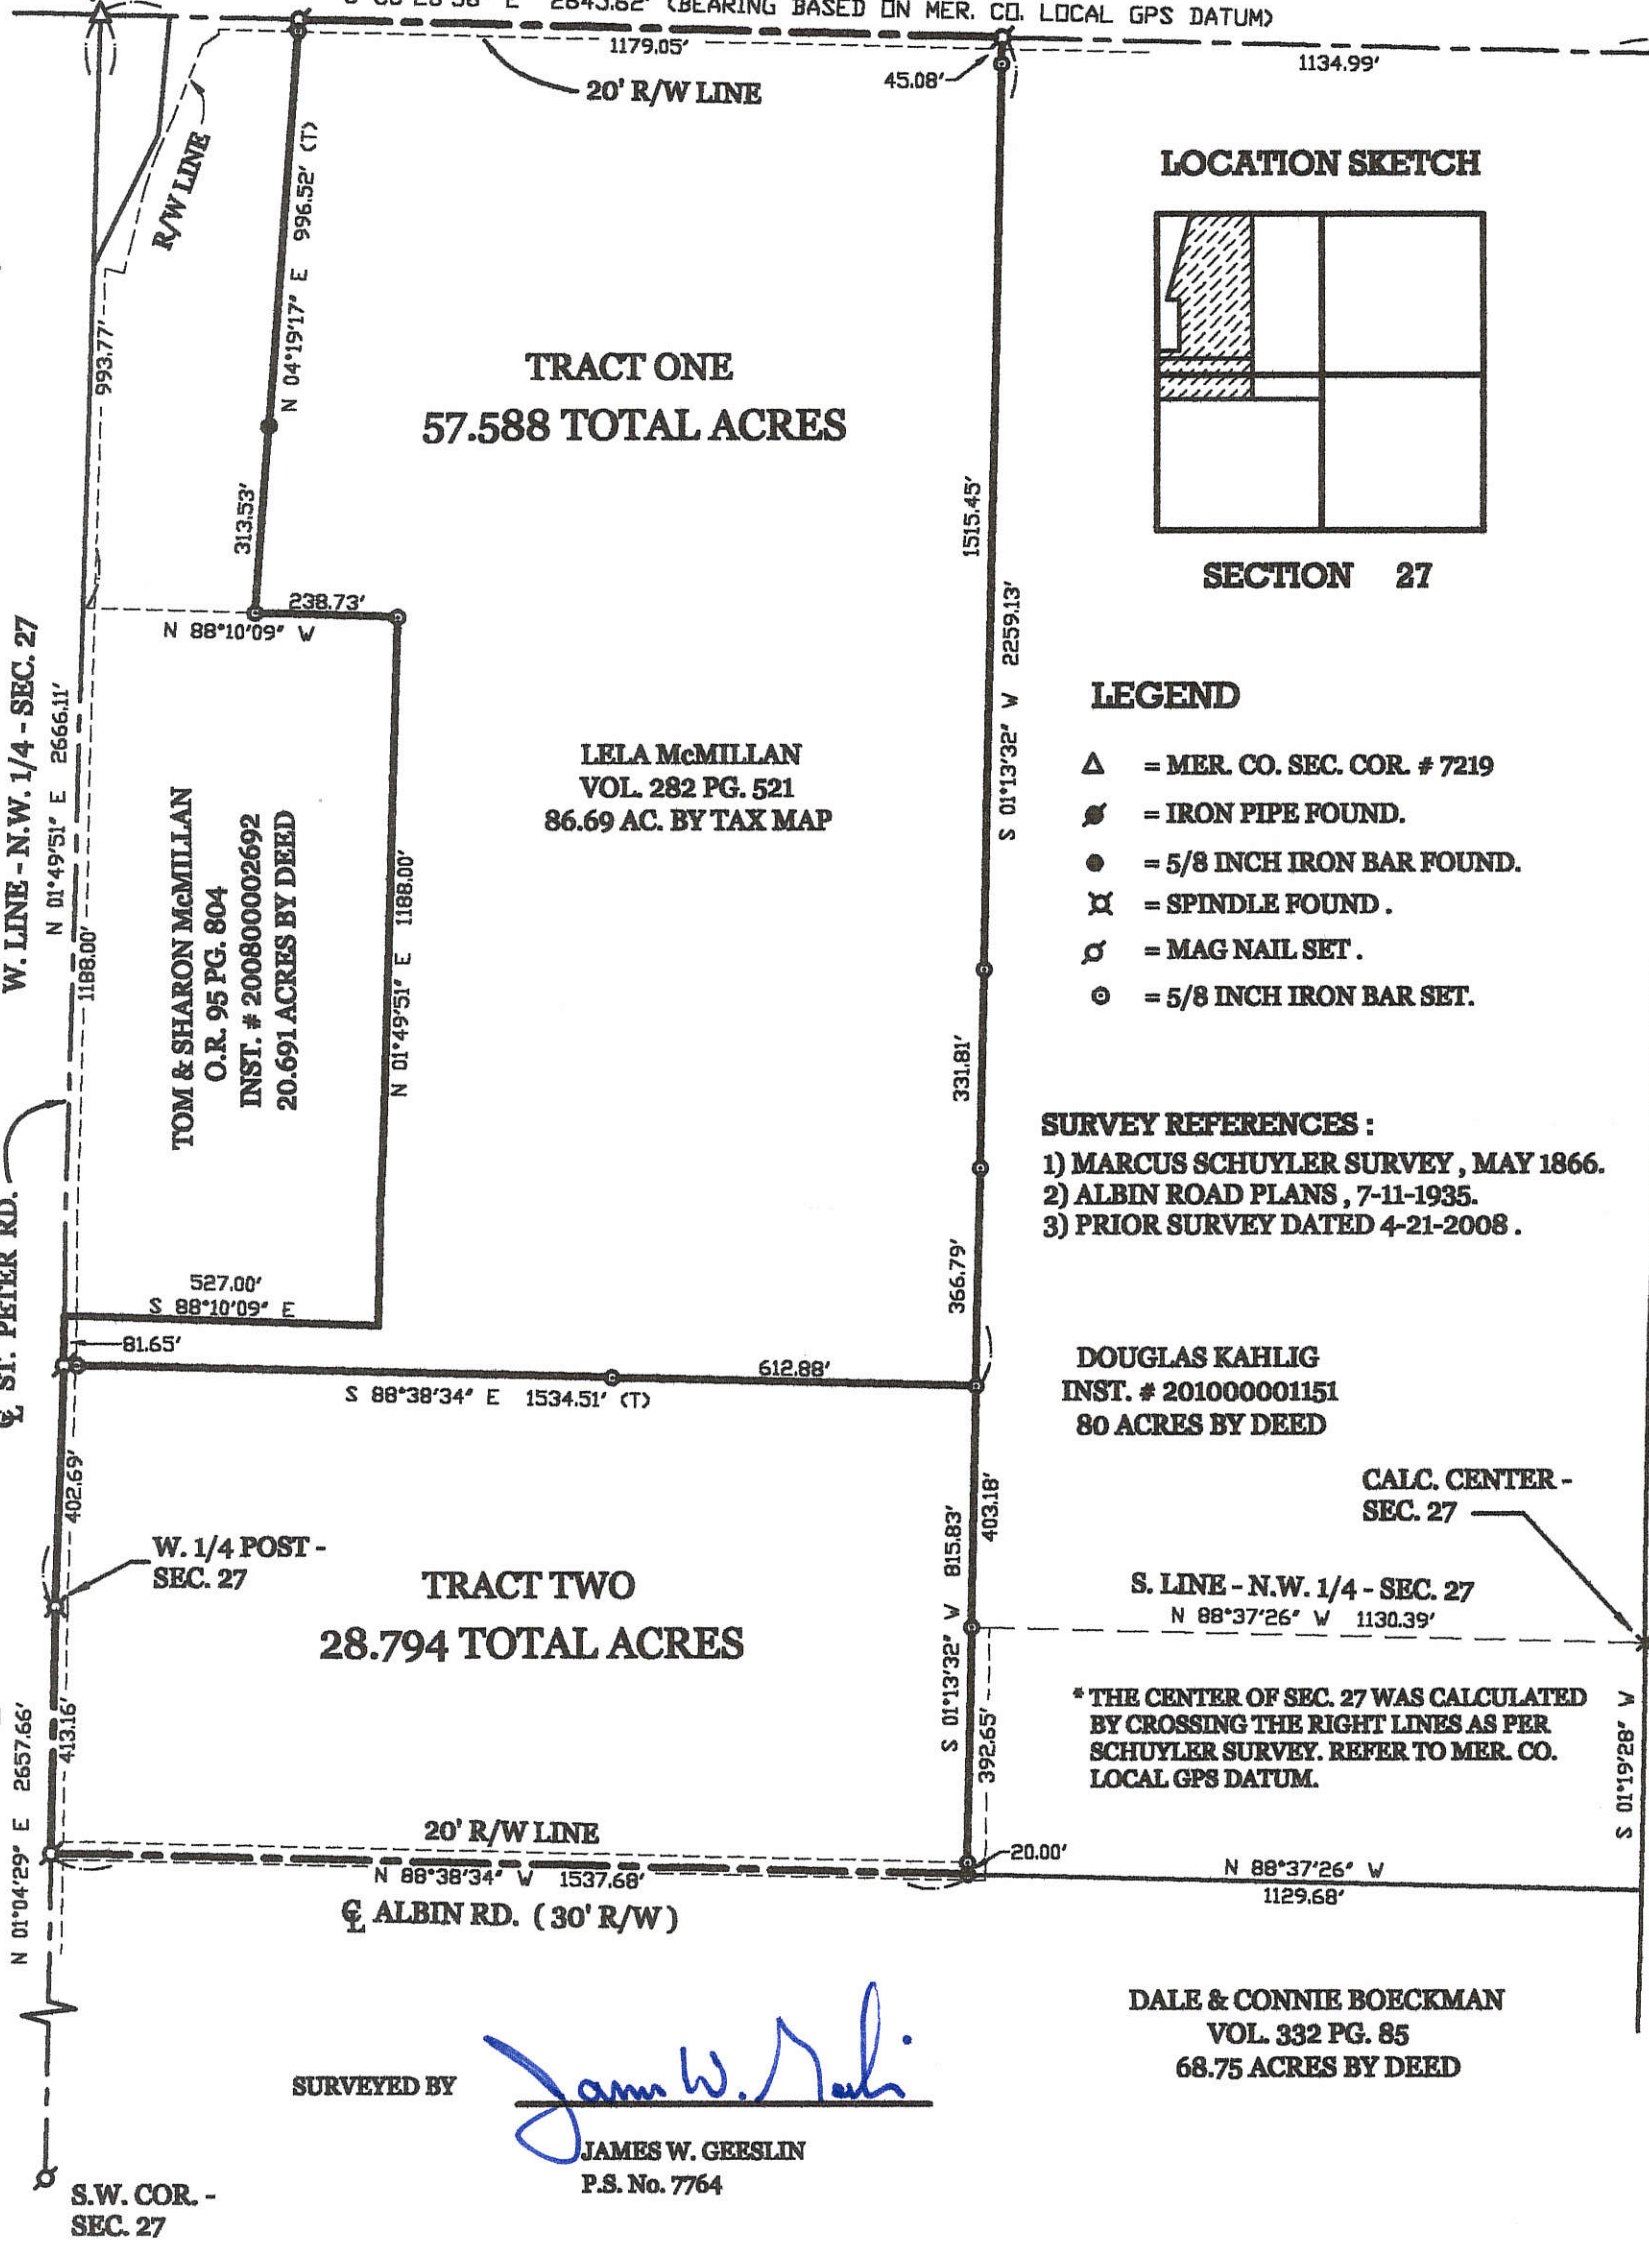 2643.62' (BEARING BASED ON MER. CO. LOCAL GPS DATUM)
1179.05'
1134.99'
45.08'
20' R/W LINE
R/W LINE
N 04°19'17" E 996.52' (T)
993.77'
LOCATION SKETCH
SECTION 27
TRACT ONE
57.588 TOTAL ACRES
313.53'
1515.45'
238.73'
N 88°10'09" W
S 01°13'32" W 2259.13'
W. LINE - N.W. 1/4 - SEC. 27
N 01°49'51" E 2666.11'
1188.00'
LEGEND
= MER. CO. SEC. COR. # 7219
= IRON PIPE FOUND.
= 5/8 INCH IRON BAR FOUND.
= SPINDLE FOUND .
= MAG NAIL SET .
= 5/8 INCH IRON BAR SET.
LELA McMILLAN
VOL. 282 PG. 521
86.69 AC. BY TAX MAP
TOM & SHARON McMILLAN
O.R. 95 PG. 804
INST. # 200800002692
20.691 ACRES BY DEED
N 01°49'51" E 1188.00'
331.81'
SURVEY REFERENCES :
1) MARCUS SCHUYLER SURVEY , MAY 1866.
2) ALBIN ROAD PLANS , 7-11-1935.
3) PRIOR SURVEY DATED 4-21-2008 .
℄ ST. PETER RD.
366.79'
527.00'
S 88°10'09" E
81.65'
612.88'
S 88°38'34" E 1534.51' (T)
DOUGLAS KAHLIG
INST. # 201000001151
80 ACRES BY DEED
402.69'
403.18'
CALC. CENTER -
SEC. 27
W. 1/4 POST -
SEC. 27
TRACT TWO
28.794 TOTAL ACRES
S 01°13'32" W 815.83'
S. LINE - N.W. 1/4 - SEC. 27
N 88°37'26" W 1130.39'
413.16'
392.65'
* THE CENTER OF SEC. 27 WAS CALCULATED
BY CROSSING THE RIGHT LINES AS PER
SCHUYLER SURVEY. REFER TO MER. CO.
LOCAL GPS DATUM.
S 01°19'28" W
N 01°04'29" E 2657.66'
20' R/W LINE
20.00'
N 88°38'34" W 1537.68'
N 88°37'26" W
1129.68'
℄ ALBIN RD. ( 30' R/W )
DALE & CONNIE BOECKMAN
VOL. 332 PG. 85
68.75 ACRES BY DEED
SURVEYED BY
James W.
JAMES W. GEESLIN
P.S. No. 7764
S.W. COR. -
SEC. 27